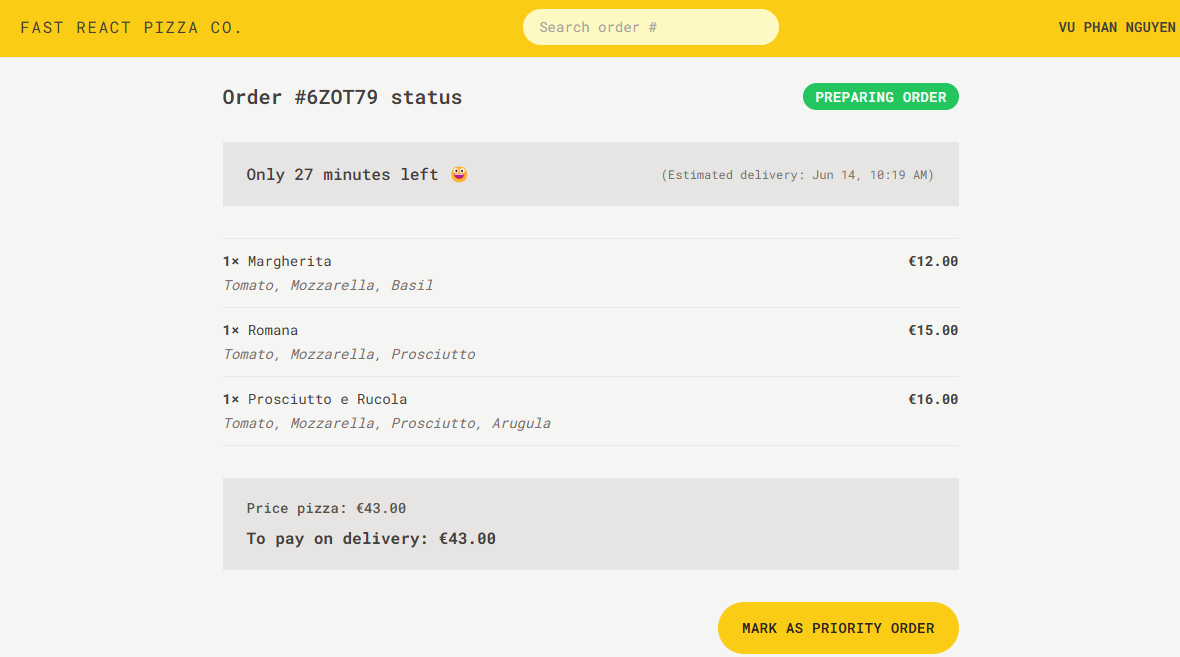 FAST REACT PIZZA CO.
Search order #
VU PHAN NGUYEN
Order #6ZOT79 status
PREPARING ORDER
Only 27 minutes left 😀
(Estimated delivery: Jun 14, 10:19 AM)
1× Margherita
€12.00
Tomato, Mozzarella, Basil
1× Romana
€15.00
Tomato, Mozzarella, Prosciutto
1× Prosciutto e Rucola
€16.00
Tomato, Mozzarella, Prosciutto, Arugula
Price pizza: €43.00
To pay on delivery: €43.00
MARK AS PRIORITY ORDER